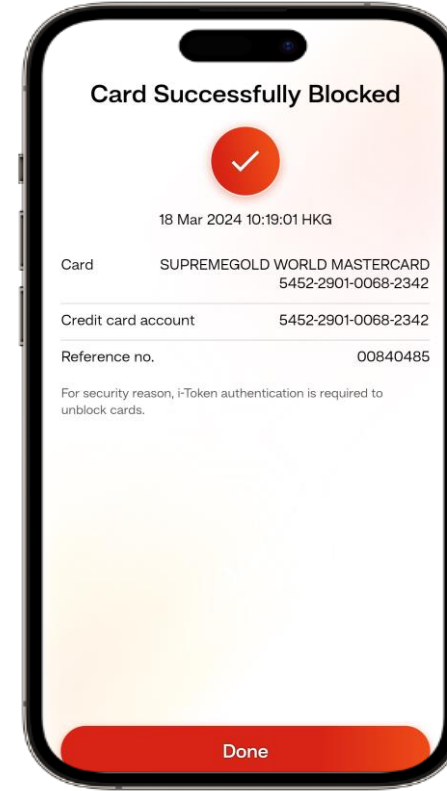 Card Successfully Blocked
18 Mar 2024 10:19:01 HKG
Card SUPREMEGOLD WORLD MASTERCARD
5452-2901-0068-2342
Credit card account 5452-2901-0068-2342
Reference no. 00840485
For security reason, i-Token authentication is required to
unblock cards.
Done